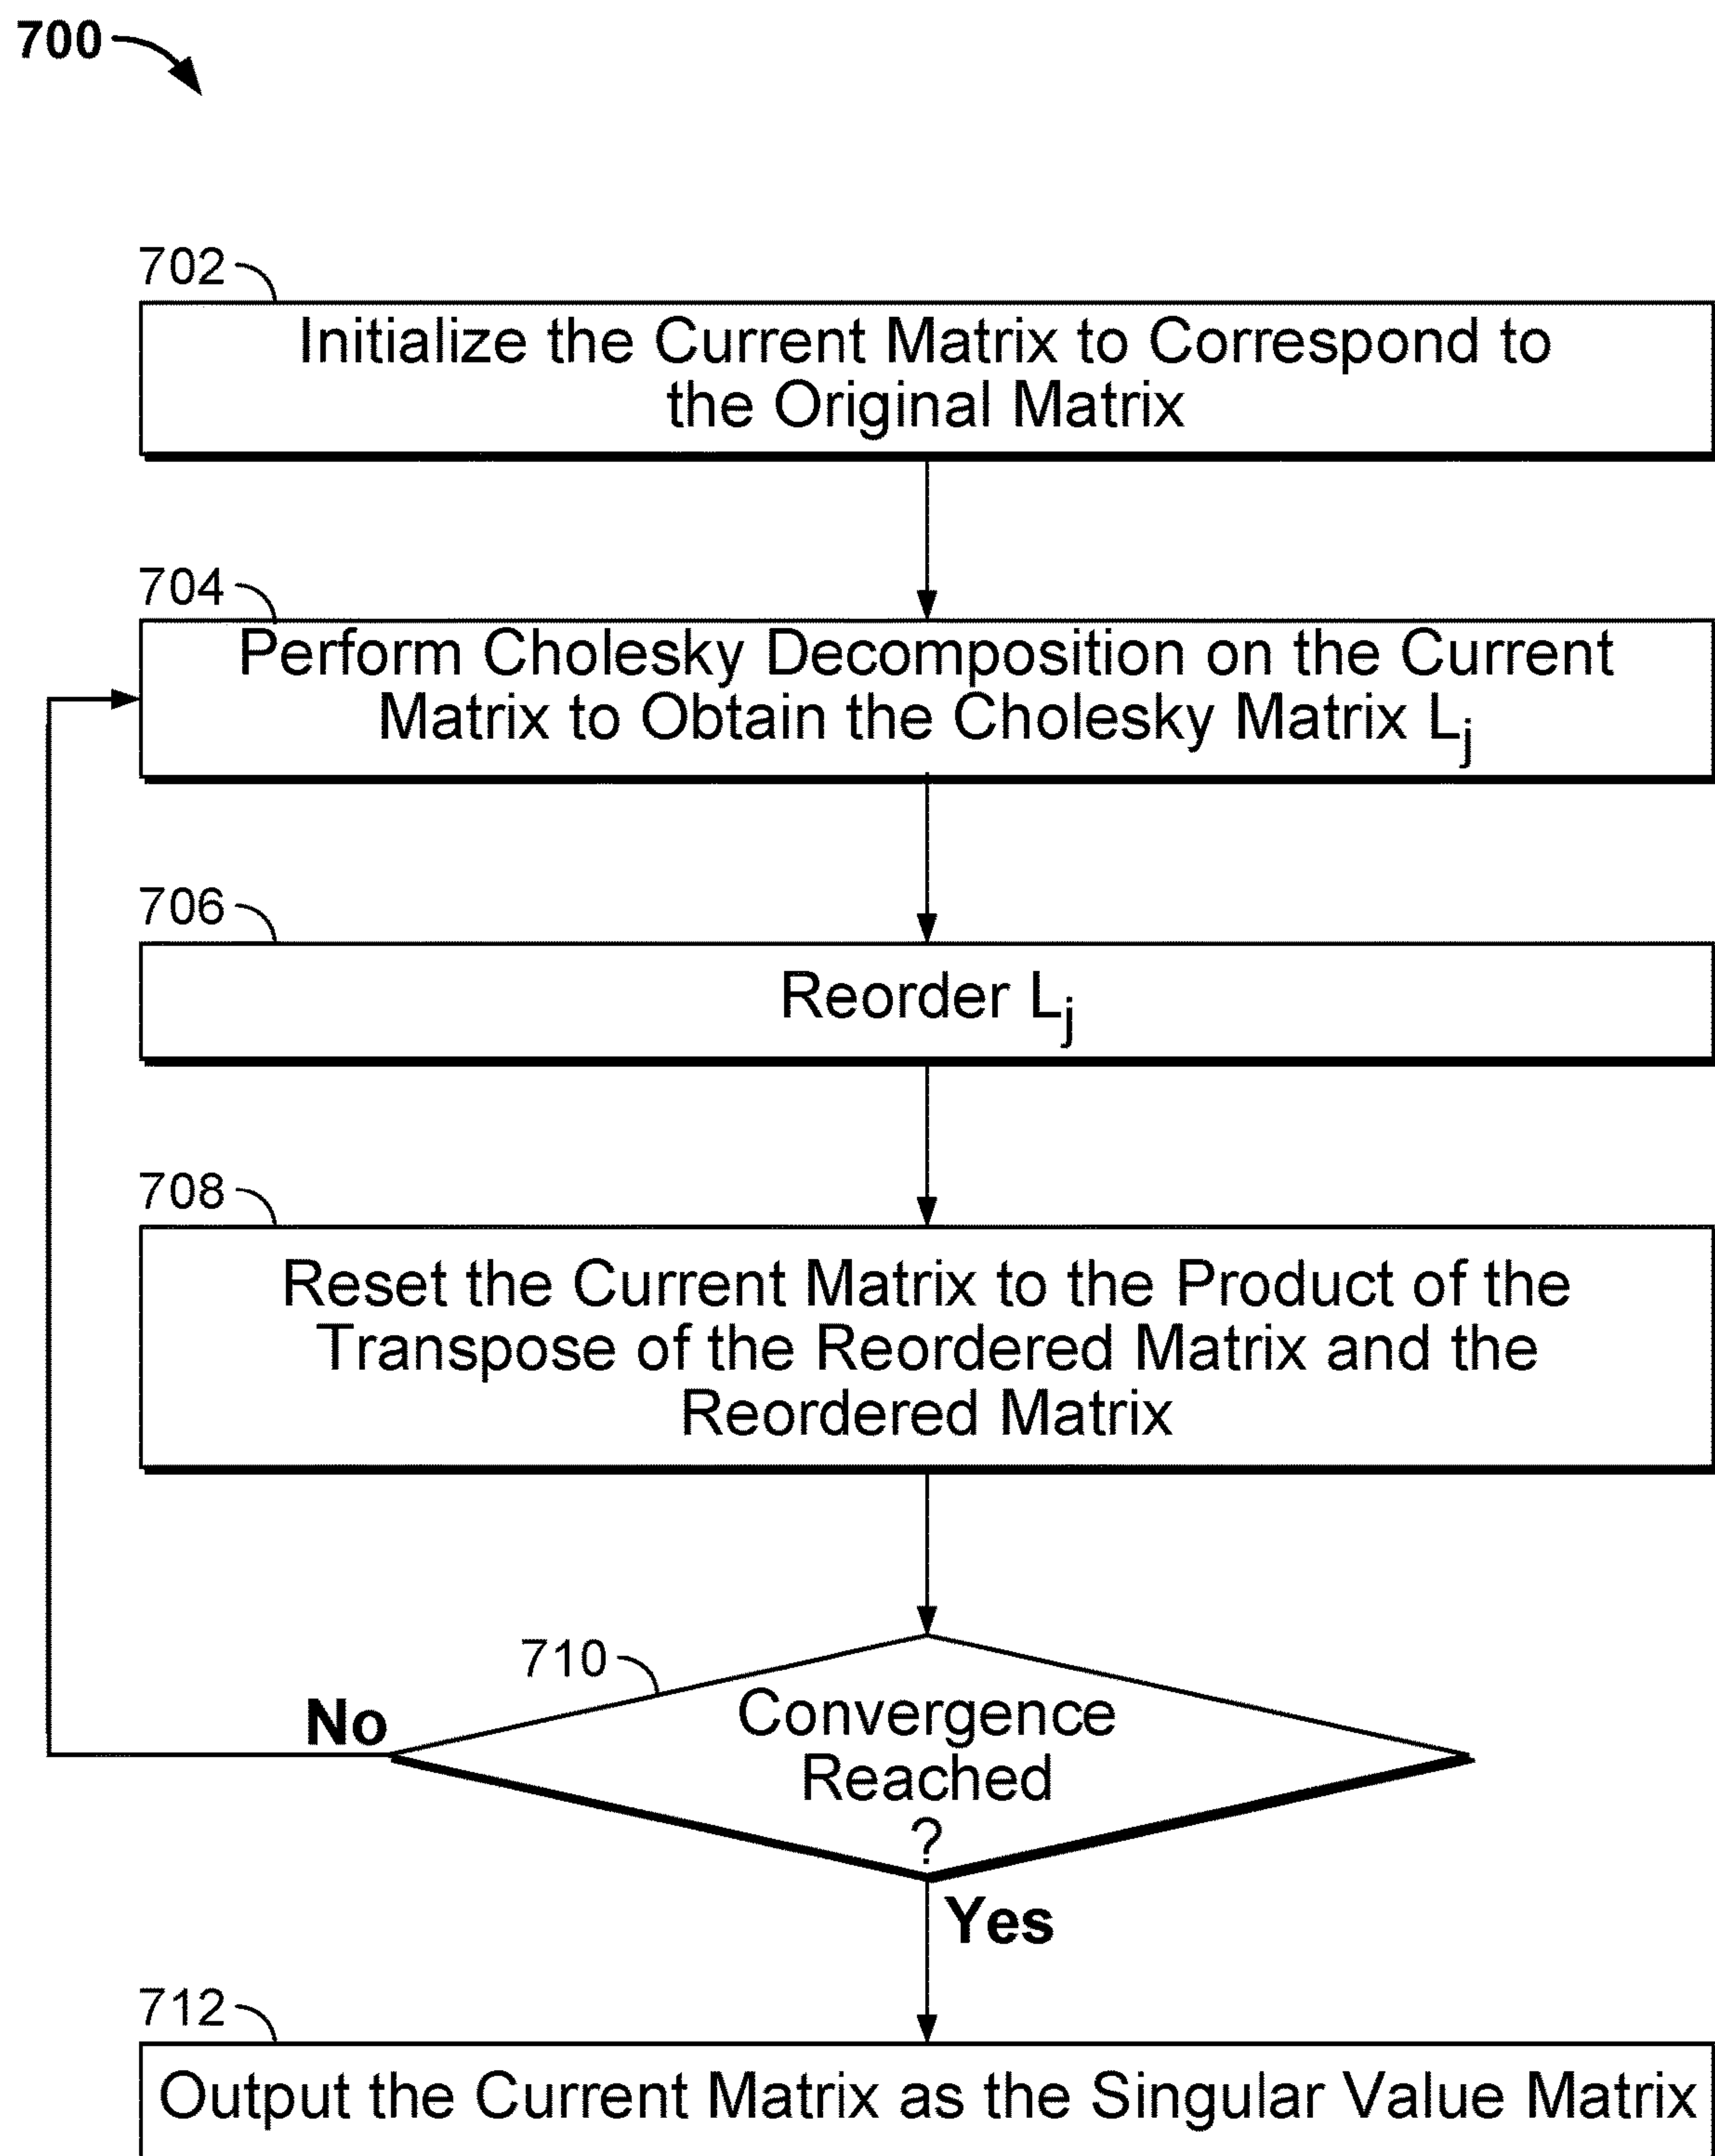 700
702
Initialize the Current Matrix to Correspond to
the Original Matrix
704
Perform Cholesky Decomposition on the Current
Matrix to Obtain the Cholesky Matrix Lj
706
Reorder Lj
708
Reset the Current Matrix to the Product of the
Transpose of the Reordered Matrix and the
Reordered Matrix
710
Convergence
Reached
?
No
Yes
712
Output the Current Matrix as the Singular Value Matrix